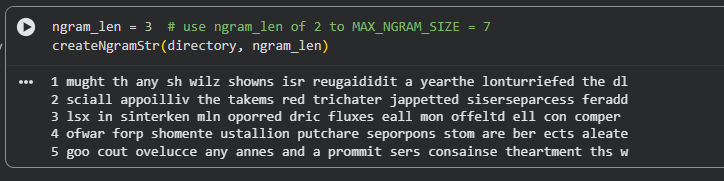 ngram_len = 3  # use ngram_len of 2 to MAX_NGRAM_SIZE = 7
createNgramStr(directory, ngram_len)
1 mught th any sh wilz showns isr reugaididit a yearthe lonturriefed the dl
2 sciall appoilliv the takems red trichater jappetted siserseparcess feradd
3 lsx in sinterken mln oporred dric fluxes eall mon offeltd ell con comper
4 ofwar forp shomente ustallion putchare seporpons stom are ber ects aleate
5 goo cout ovelucce any annes and a prommit sers consainse theartment ths w